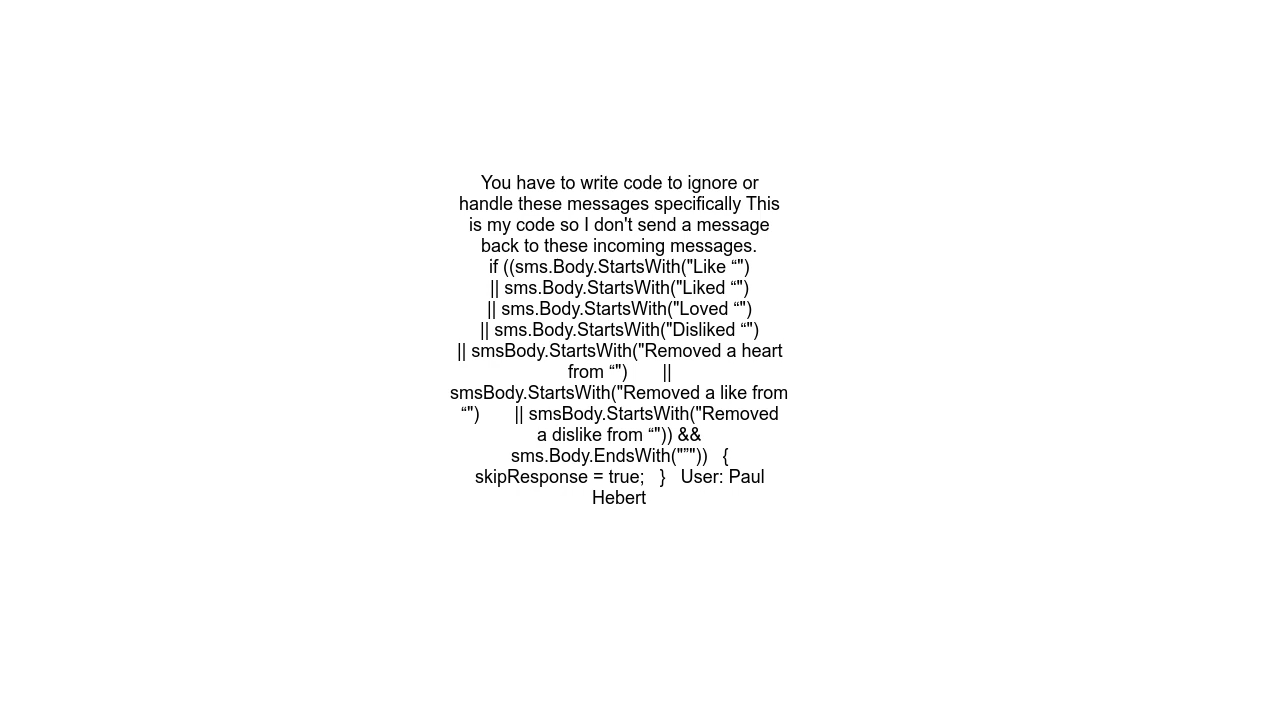 You have to write code to ignore or
handle these messages specifically This
is my code so I don't send a message
back to these incoming messages.
if ((sms.Body.StartsWith("Like “")
|| sms.Body.StartsWith("Liked “")
|| sms.Body.StartsWith("Loved “")
|| sms.Body.StartsWith("Disliked “")
|| smsBody.StartsWith("Removed a heart
from “") ||
smsBody.StartsWith("Removed a like from
“") || smsBody.StartsWith("Removed
a dislike from “")) &&
sms.Body.EndsWith("”")) {
skipResponse = true; } User: Paul
Hebert